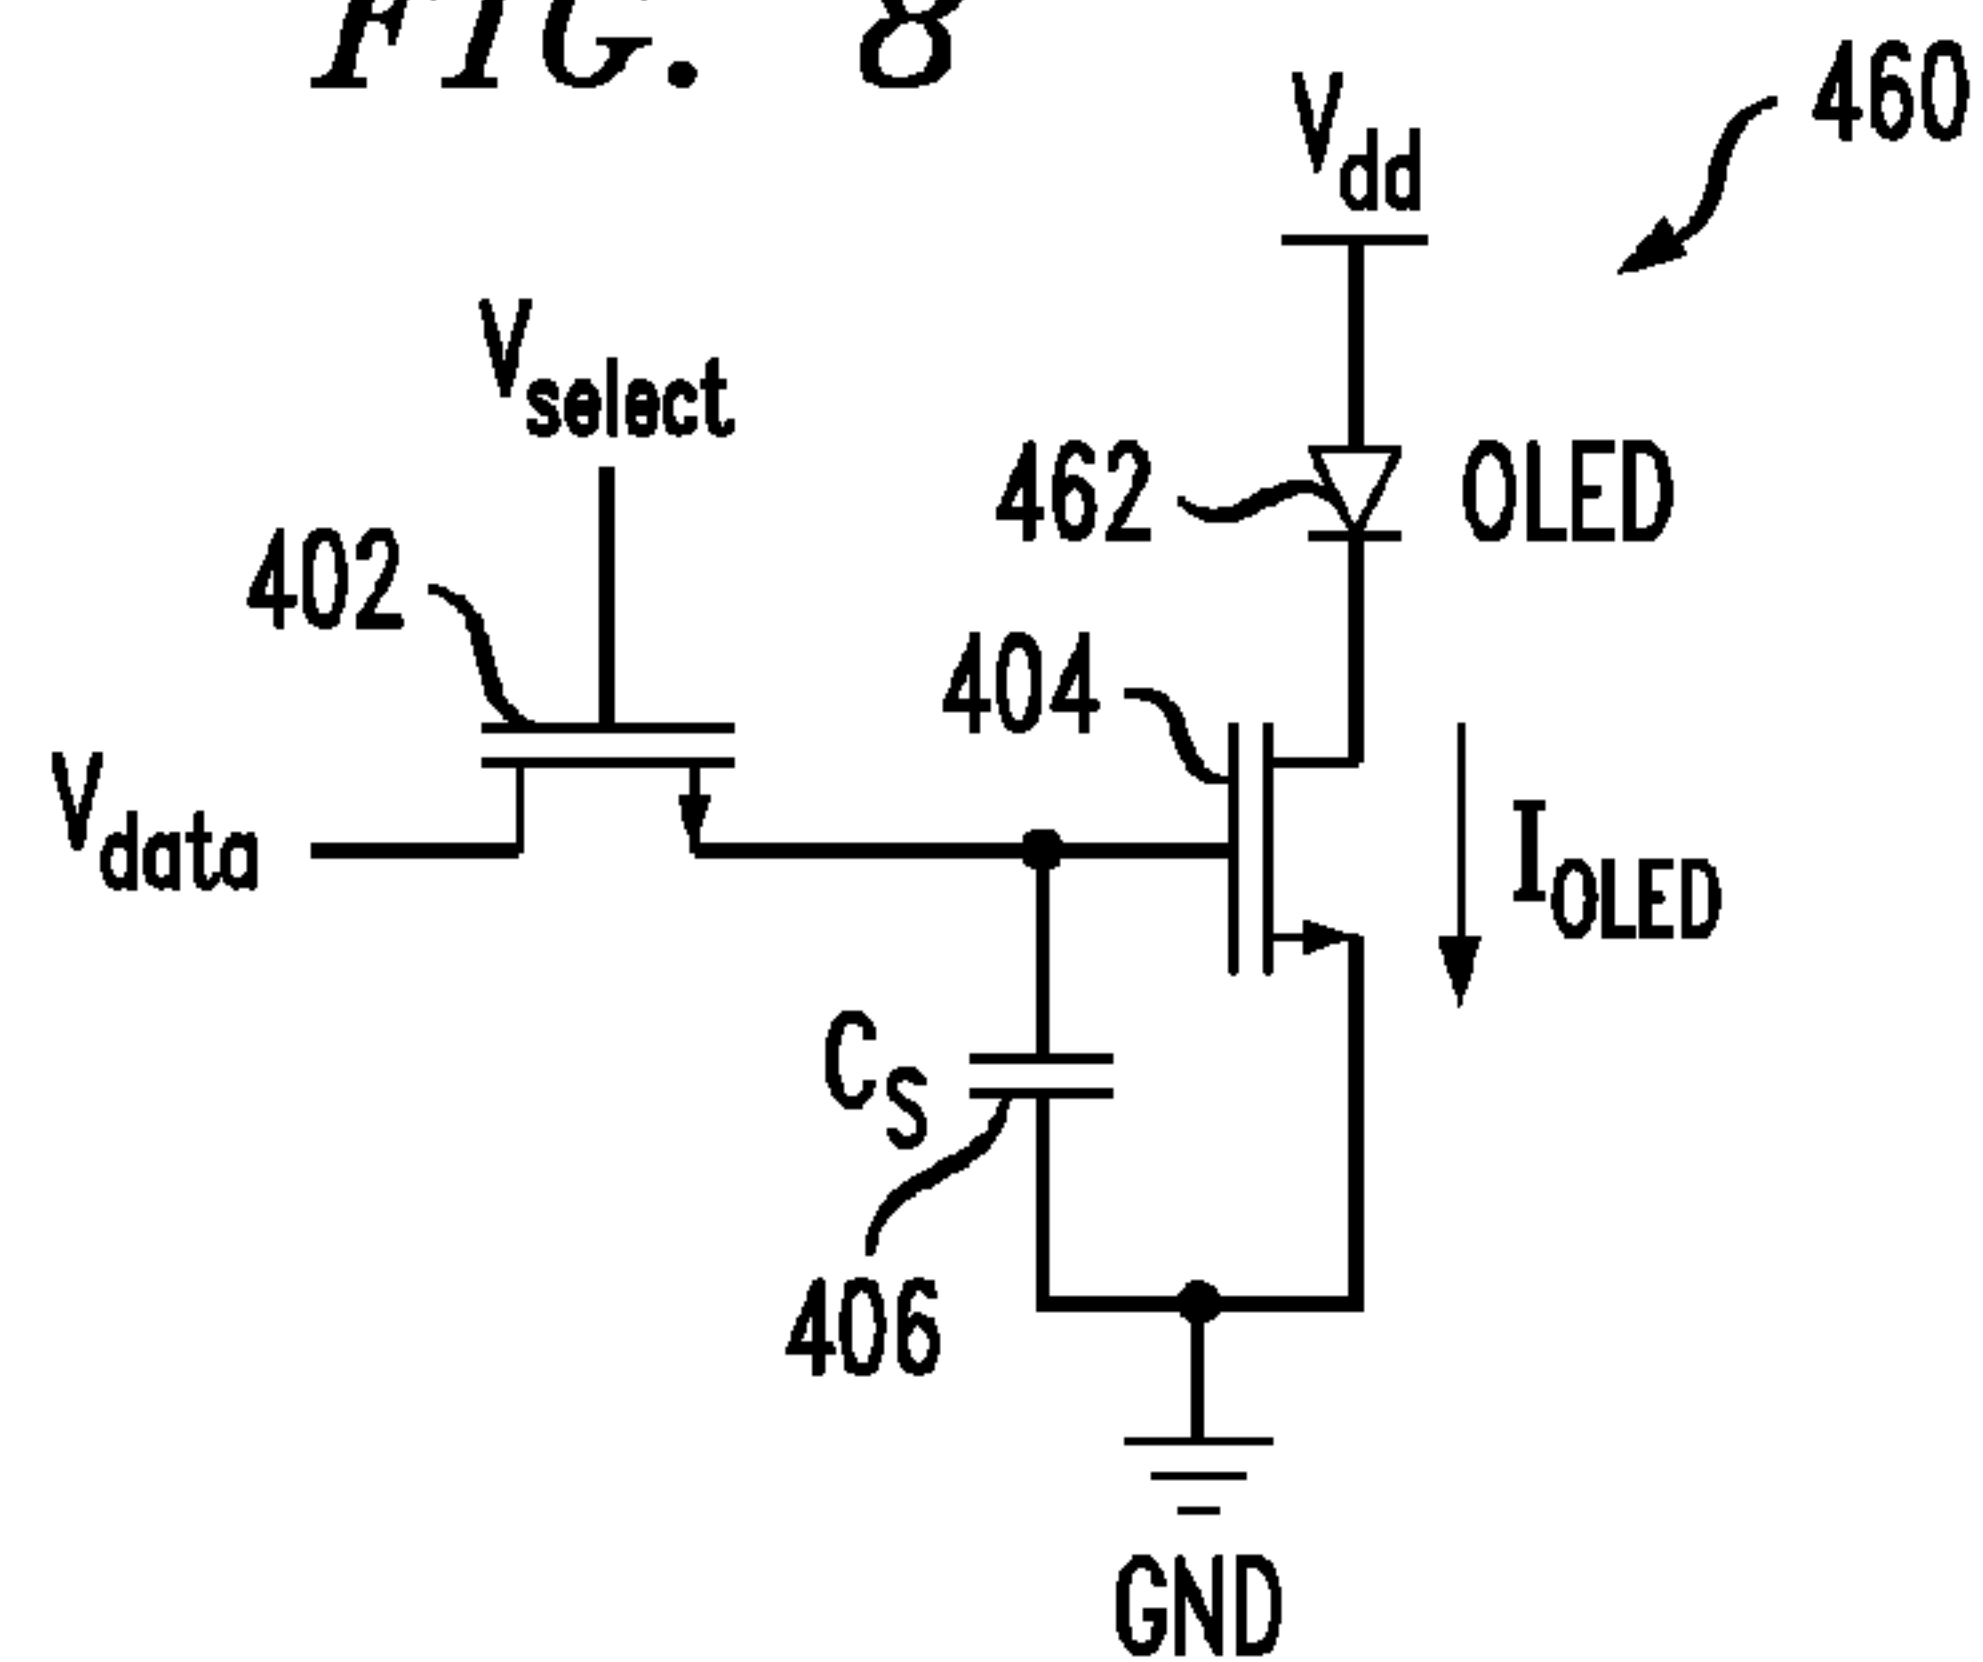 FIG. 8
Vdd
460
Vselect
462
OLED
402
404
Vdata
IOLED
CS
406
GND